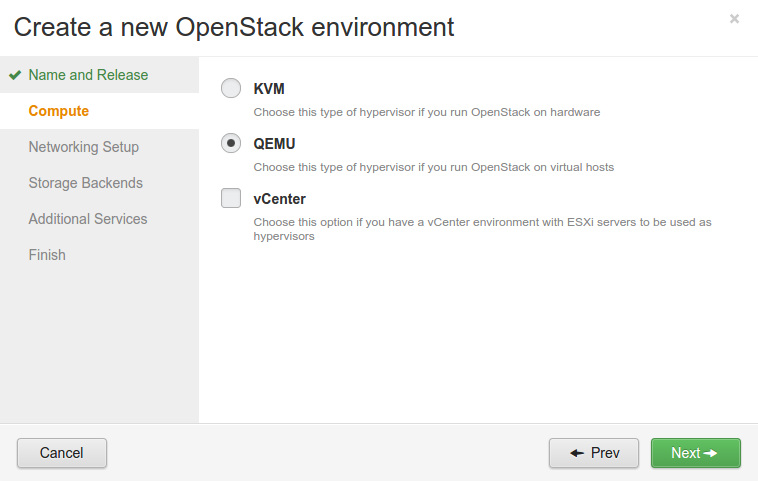 Create a new OpenStack environment
×
Name and Release
Compute
Networking Setup
Storage Backends
Additional Services
Finish
KVM
Choose this type of hypervisor if you run OpenStack on hardware
QEMU
Choose this type of hypervisor if you run OpenStack on virtual hosts
vCenter
Choose this option if you have a vCenter environment with ESXi servers to be used as
hypervisors
Cancel
Prev
Next